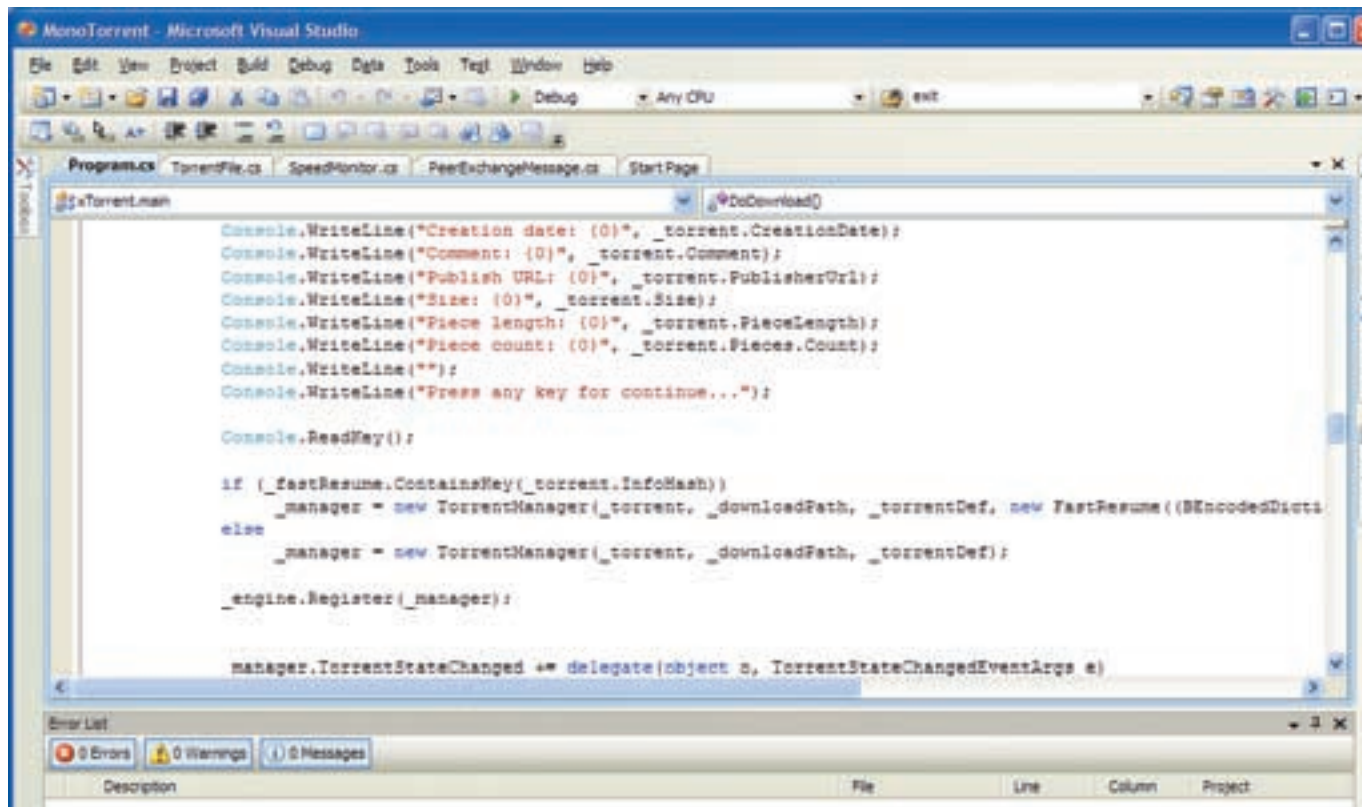 MonoTorrent - Microsoft Visual Studio
File Edit View Project Build Debug Data Tools Test Window Help
Debug Any CPU exit
Program.cs TorrentFile.cs SpeedMonitor.cs PeerExchangeMessage.cs Start Page
Toolbox
xTorrent.main DoDownload()
Console.WriteLine("Creation date: {0}", _torrent.CreationDate);
Console.WriteLine("Comment: {0}", _torrent.Comment);
Console.WriteLine("Publish URL: {0}", _torrent.PublisherUrl);
Console.WriteLine("Size: {0}", _torrent.Size);
Console.WriteLine("Piece length: {0}", _torrent.PieceLength);
Console.WriteLine("Piece count: {0}", _torrent.Pieces.Count);
Console.WriteLine("");
Console.WriteLine("Press any key for continue...");
Console.ReadKey();
if (_fastResume.ContainsKey(_torrent.InfoHash))
_manager = new TorrentManager(_torrent, _downloadPath, _torrentDef, new FastResume((BEncodedDicti
else
_manager = new TorrentManager(_torrent, _downloadPath, _torrentDef);
_engine.Register(_manager);
_manager.TorrentStateChanged += delegate(object o, TorrentStateChangedEventArgs e)
Error List
0 Errors 0 Warnings 0 Messages
Description File Line Column Project